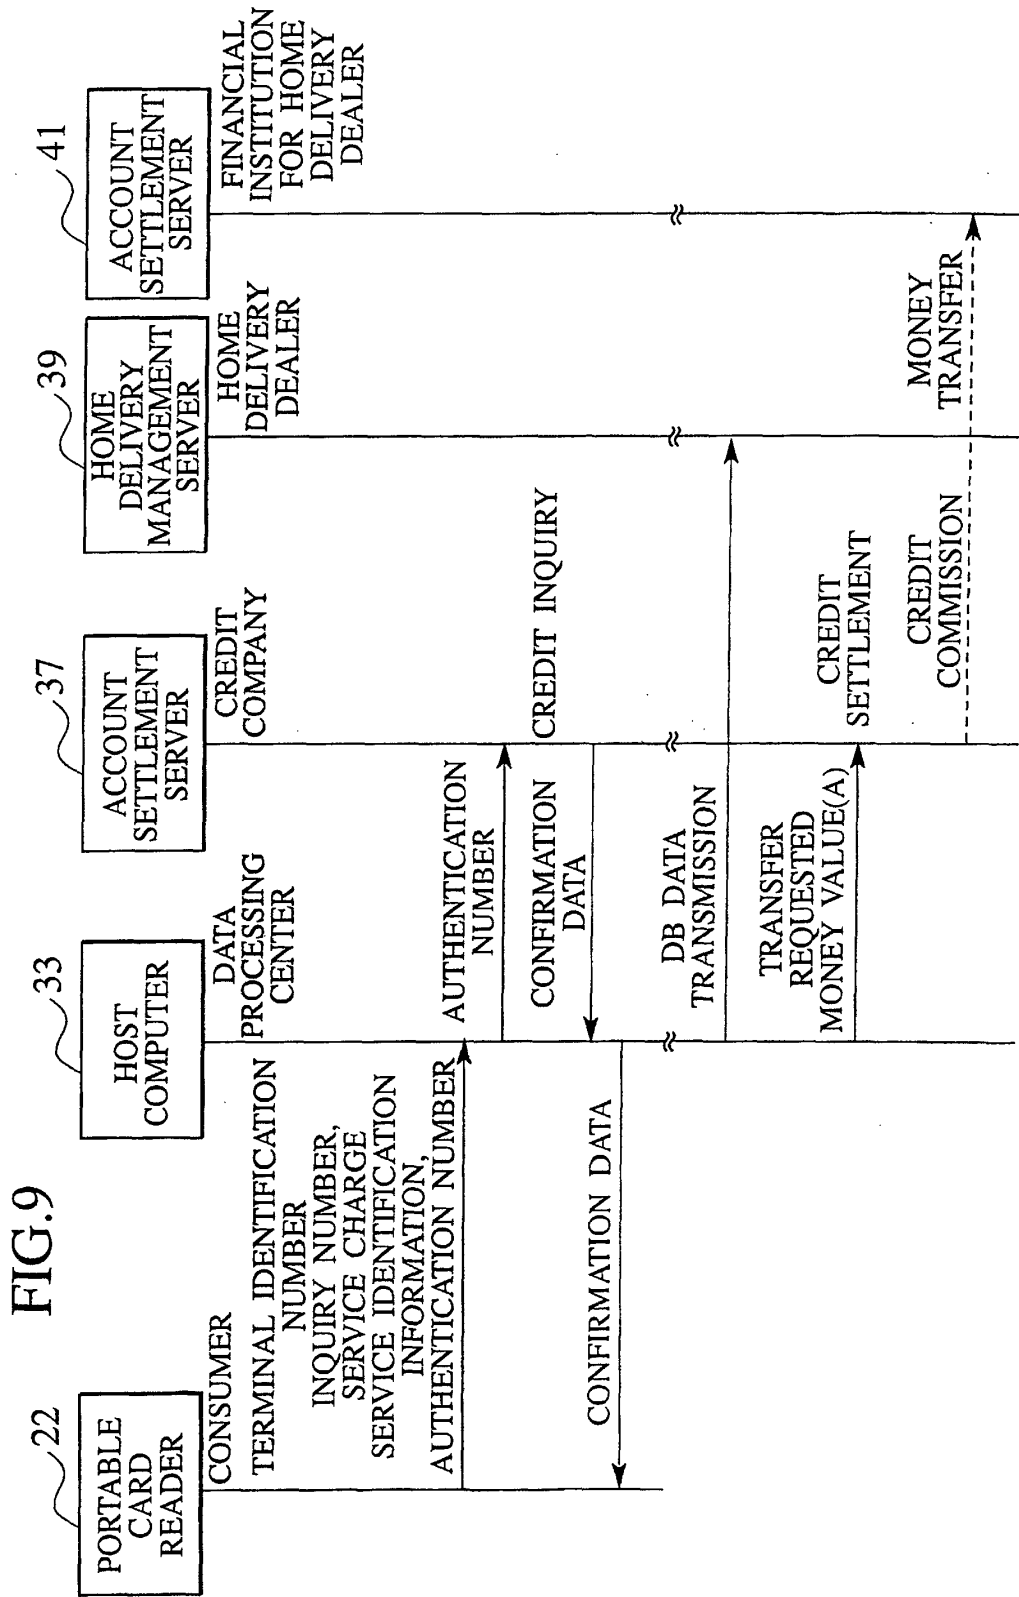 FIG.9
22
PORTABLE
CARD
READER
CONSUMER
33
HOST
COMPUTER
DATA
PROCESSING
CENTER
37
ACCOUNT
SETTLEMENT
SERVER
CREDIT
COMPANY
39
HOME
DELIVERY
MANAGEMENT
SERVER
HOME
DELIVERY
DEALER
41
ACCOUNT
SETTLEMENT
SERVER
FINANCIAL
INSTITUTION
FOR HOME
DELIVERY
DEALER
TERMINAL IDENTIFICATION
NUMBER
INQUIRY NUMBER,
SERVICE CHARGE
SERVICE IDENTIFICATION
INFORMATION,
AUTHENTICATION NUMBER
AUTHENTICATION
NUMBER
CREDIT INQUIRY
CONFIRMATION
DATA
CONFIRMATION DATA
DB DATA
TRANSMISSION
TRANSFER
REQUESTED
MONEY VALUE(A)
CREDIT
SETTLEMENT
CREDIT
COMMISSION
MONEY
TRANSFER